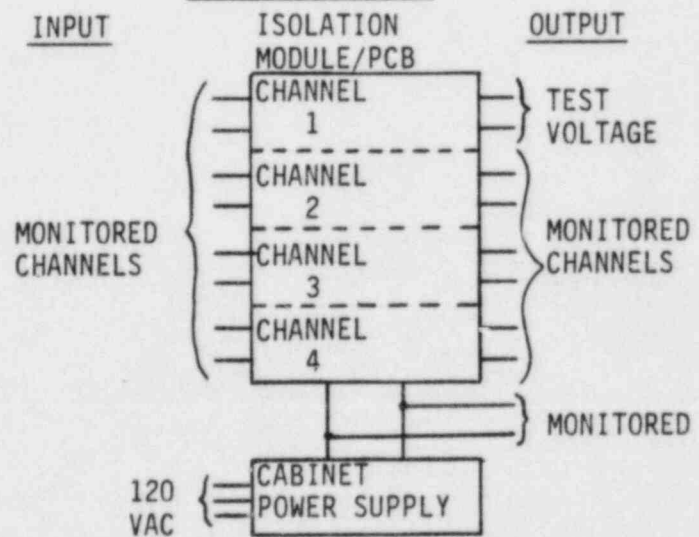 INPUT
ISOLATION
MODULE/PCB
OUTPUT
CHANNEL
1
TEST
VOLTAGE
CHANNEL
2
MONITORED
CHANNELS
CHANNEL
3
MONITORED
CHANNELS
CHANNEL
4
MONITORED
120
VAC
CABINET
POWER SUPPLY